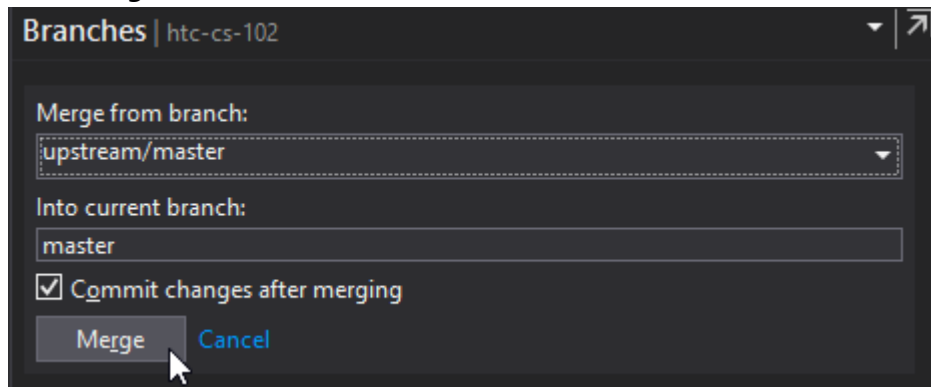 Branches | htc-cs-102
Merge from branch:
upstream/master
Into current branch:
master
Commit changes after merging
Merge Cancel